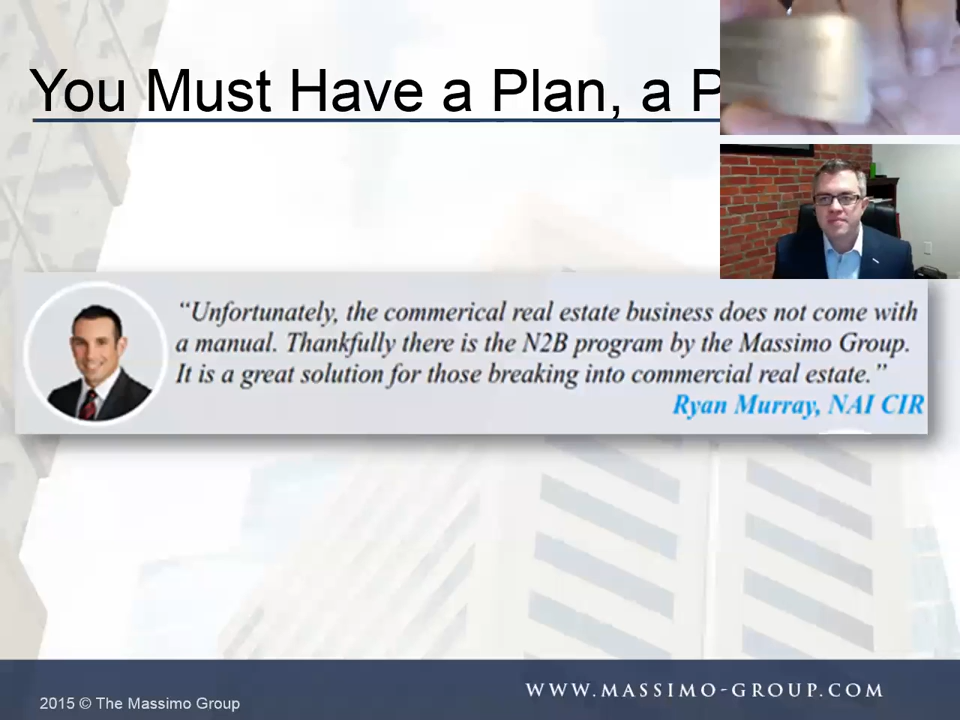 You Must Have a Plan, a P
“Unfortunately, the commerical real estate business does not come with
a manual. Thankfully there is the N2B program by the Massimo Group.
It is a great solution for those breaking into commercial real estate.”
Ryan Murray, NAI CIR
2015 © The Massimo Group
WWW.MASSIMO-GROUP.COM